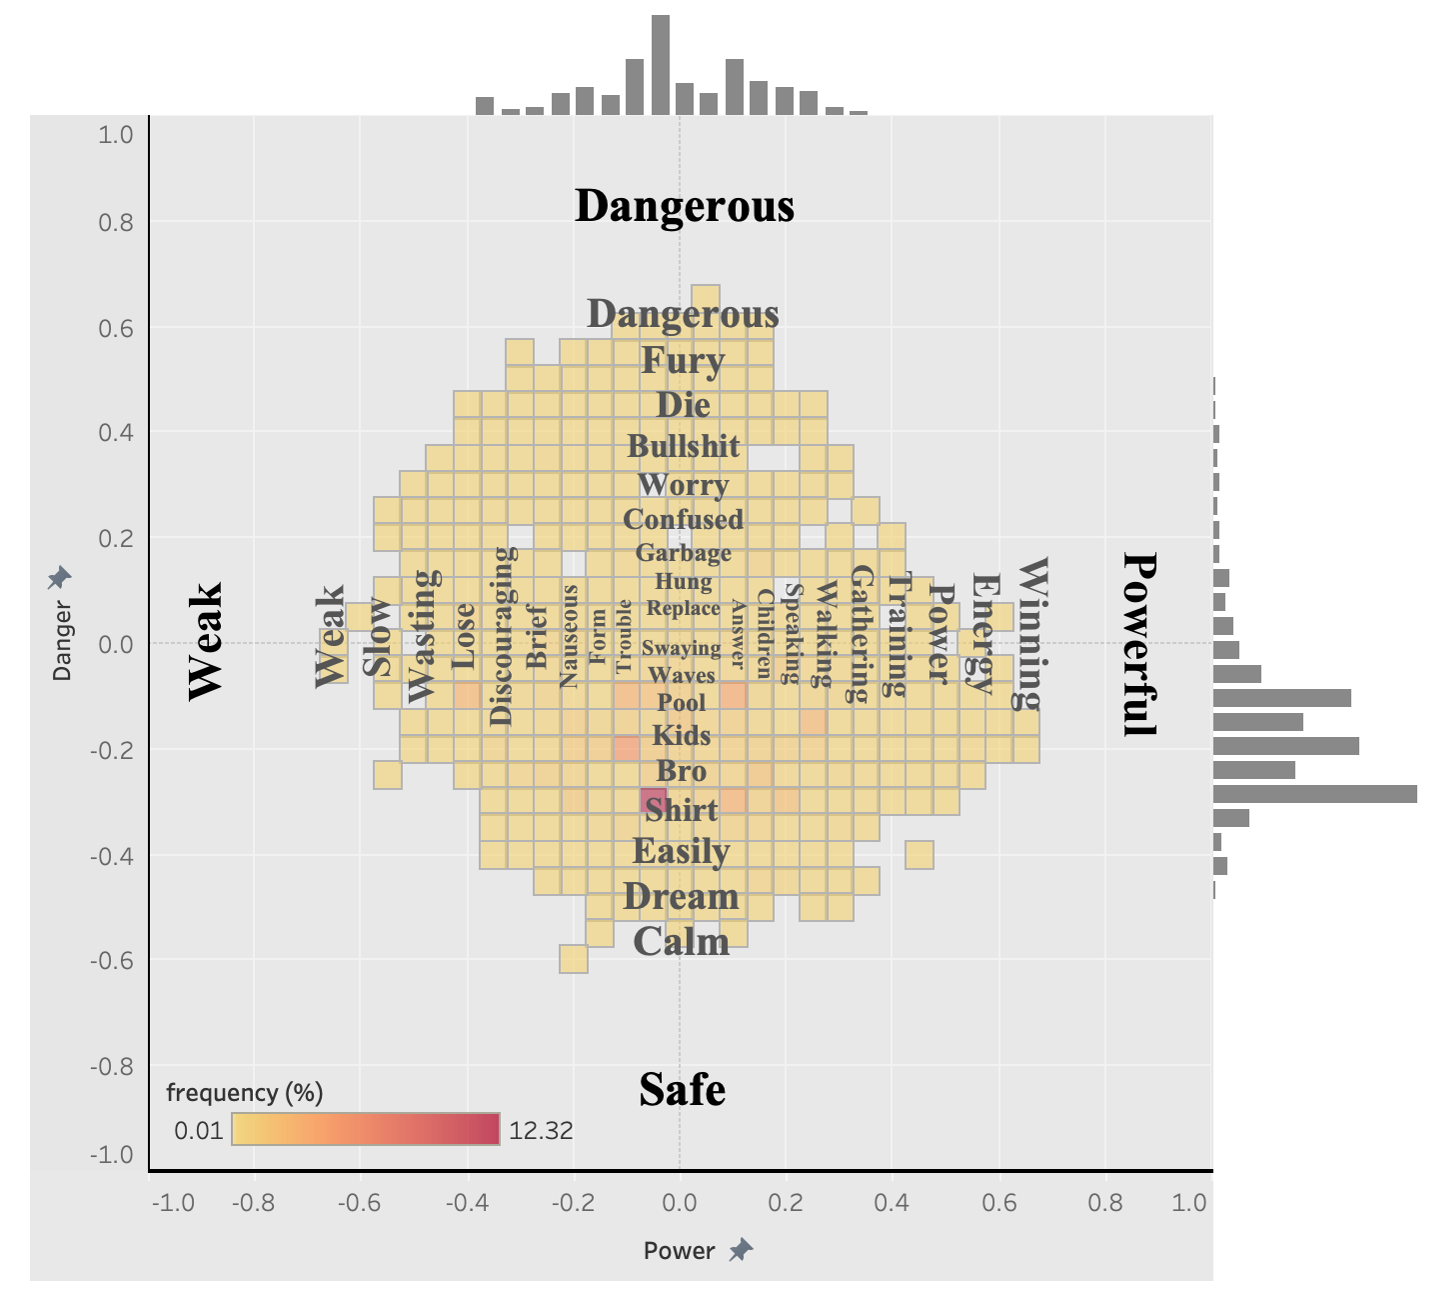 1.0
0.8
0.6
0.4
0.2
0.0
-0.2
-0.4
-0.6
-0.8
-1.0
Danger
Dangerous
Dangerous
Fury
Die
Bullshit
Worry
Confused
Garbage
Hung
Replace
Swaying
Waves
Pool
Kids
Bro
Shirt
Easily
Dream
Calm
Safe
Weak
Weak
Slow
Wasting
Lose
Discouraging
Brief
Nauseous
Form
Trouble
Answer
Children
Speaking
Walking
Gathering
Training
Power
Energy
Winning
Powerful
frequency (%)
0.01 12.32
-1.0 -0.8 -0.6 -0.4 -0.2 0.0 0.2 0.4 0.6 0.8 1.0
Power